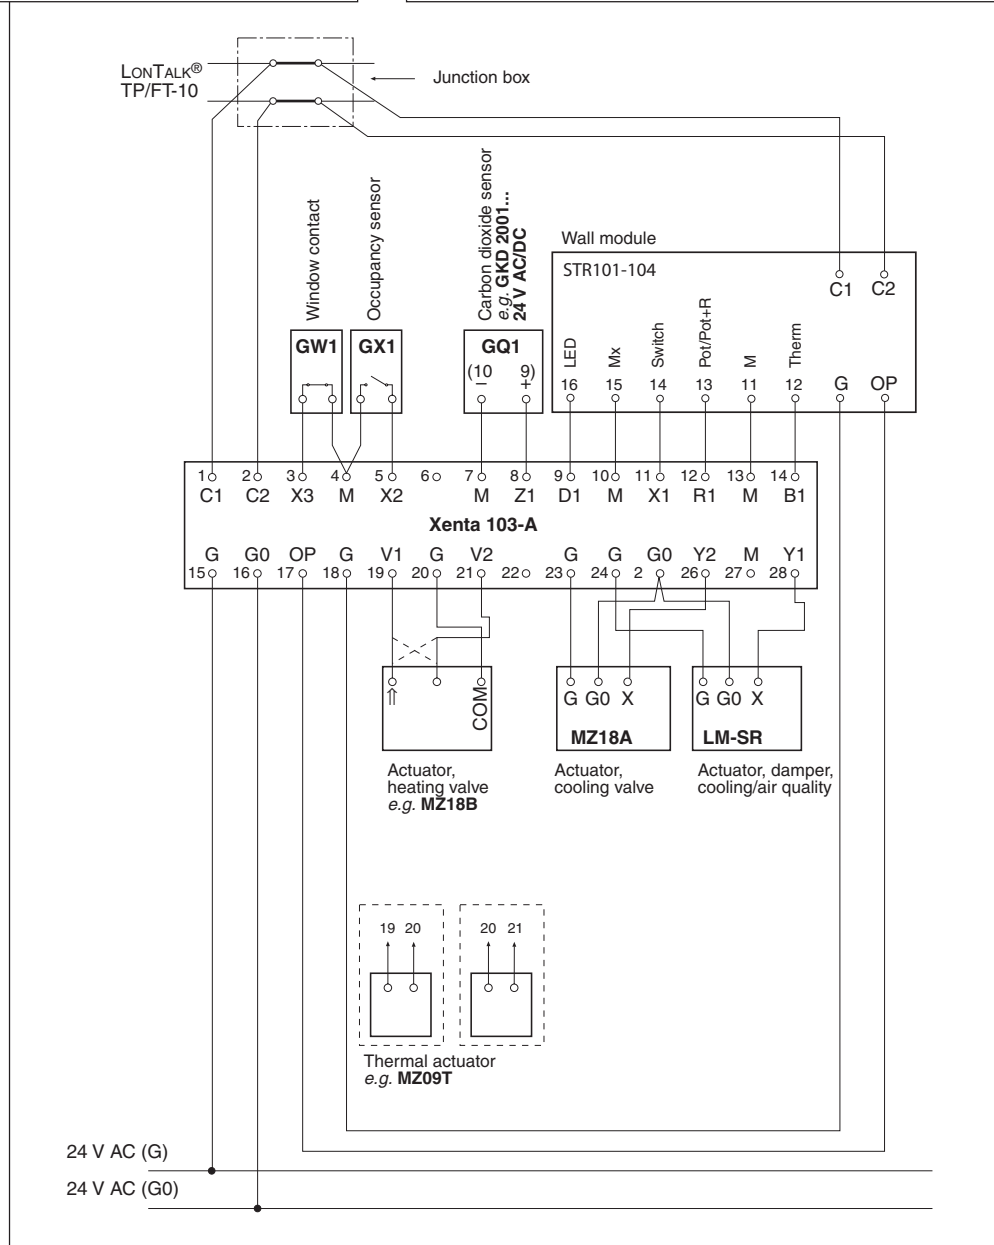 LONTALK®
TP/FT-10
Junction box
Window contact
Occupancy sensor
Carbon dioxide sensor
e.g. GKD 2001...
24 V AC/DC
Wall module
STR101-104
C1 C2
GW1 GX1 GQ1
(10 9)
– +
LED Mx Switch Pot/Pot+R M Therm
16 15 14 13 11 12 G OP
1 2 3 4 5 6 7 8 9 10 11 12 13 14
C1 C2 X3 M X2 M Z1 D1 M X1 R1 M B1
Xenta 103-A
G G0 OP G V1 G V2 G G G0 Y2 M Y1
15 16 17 18 19 20 21 22 23 24 2 26 27 28
⇑ COM
G G0 X
MZ18A
G G0 X
LM-SR
Actuator,
heating valve
e.g. MZ18B
Actuator,
cooling valve
Actuator, damper,
cooling/air quality
19 20
20 21
Thermal actuator
e.g. MZ09T
24 V AC (G)
24 V AC (G0)